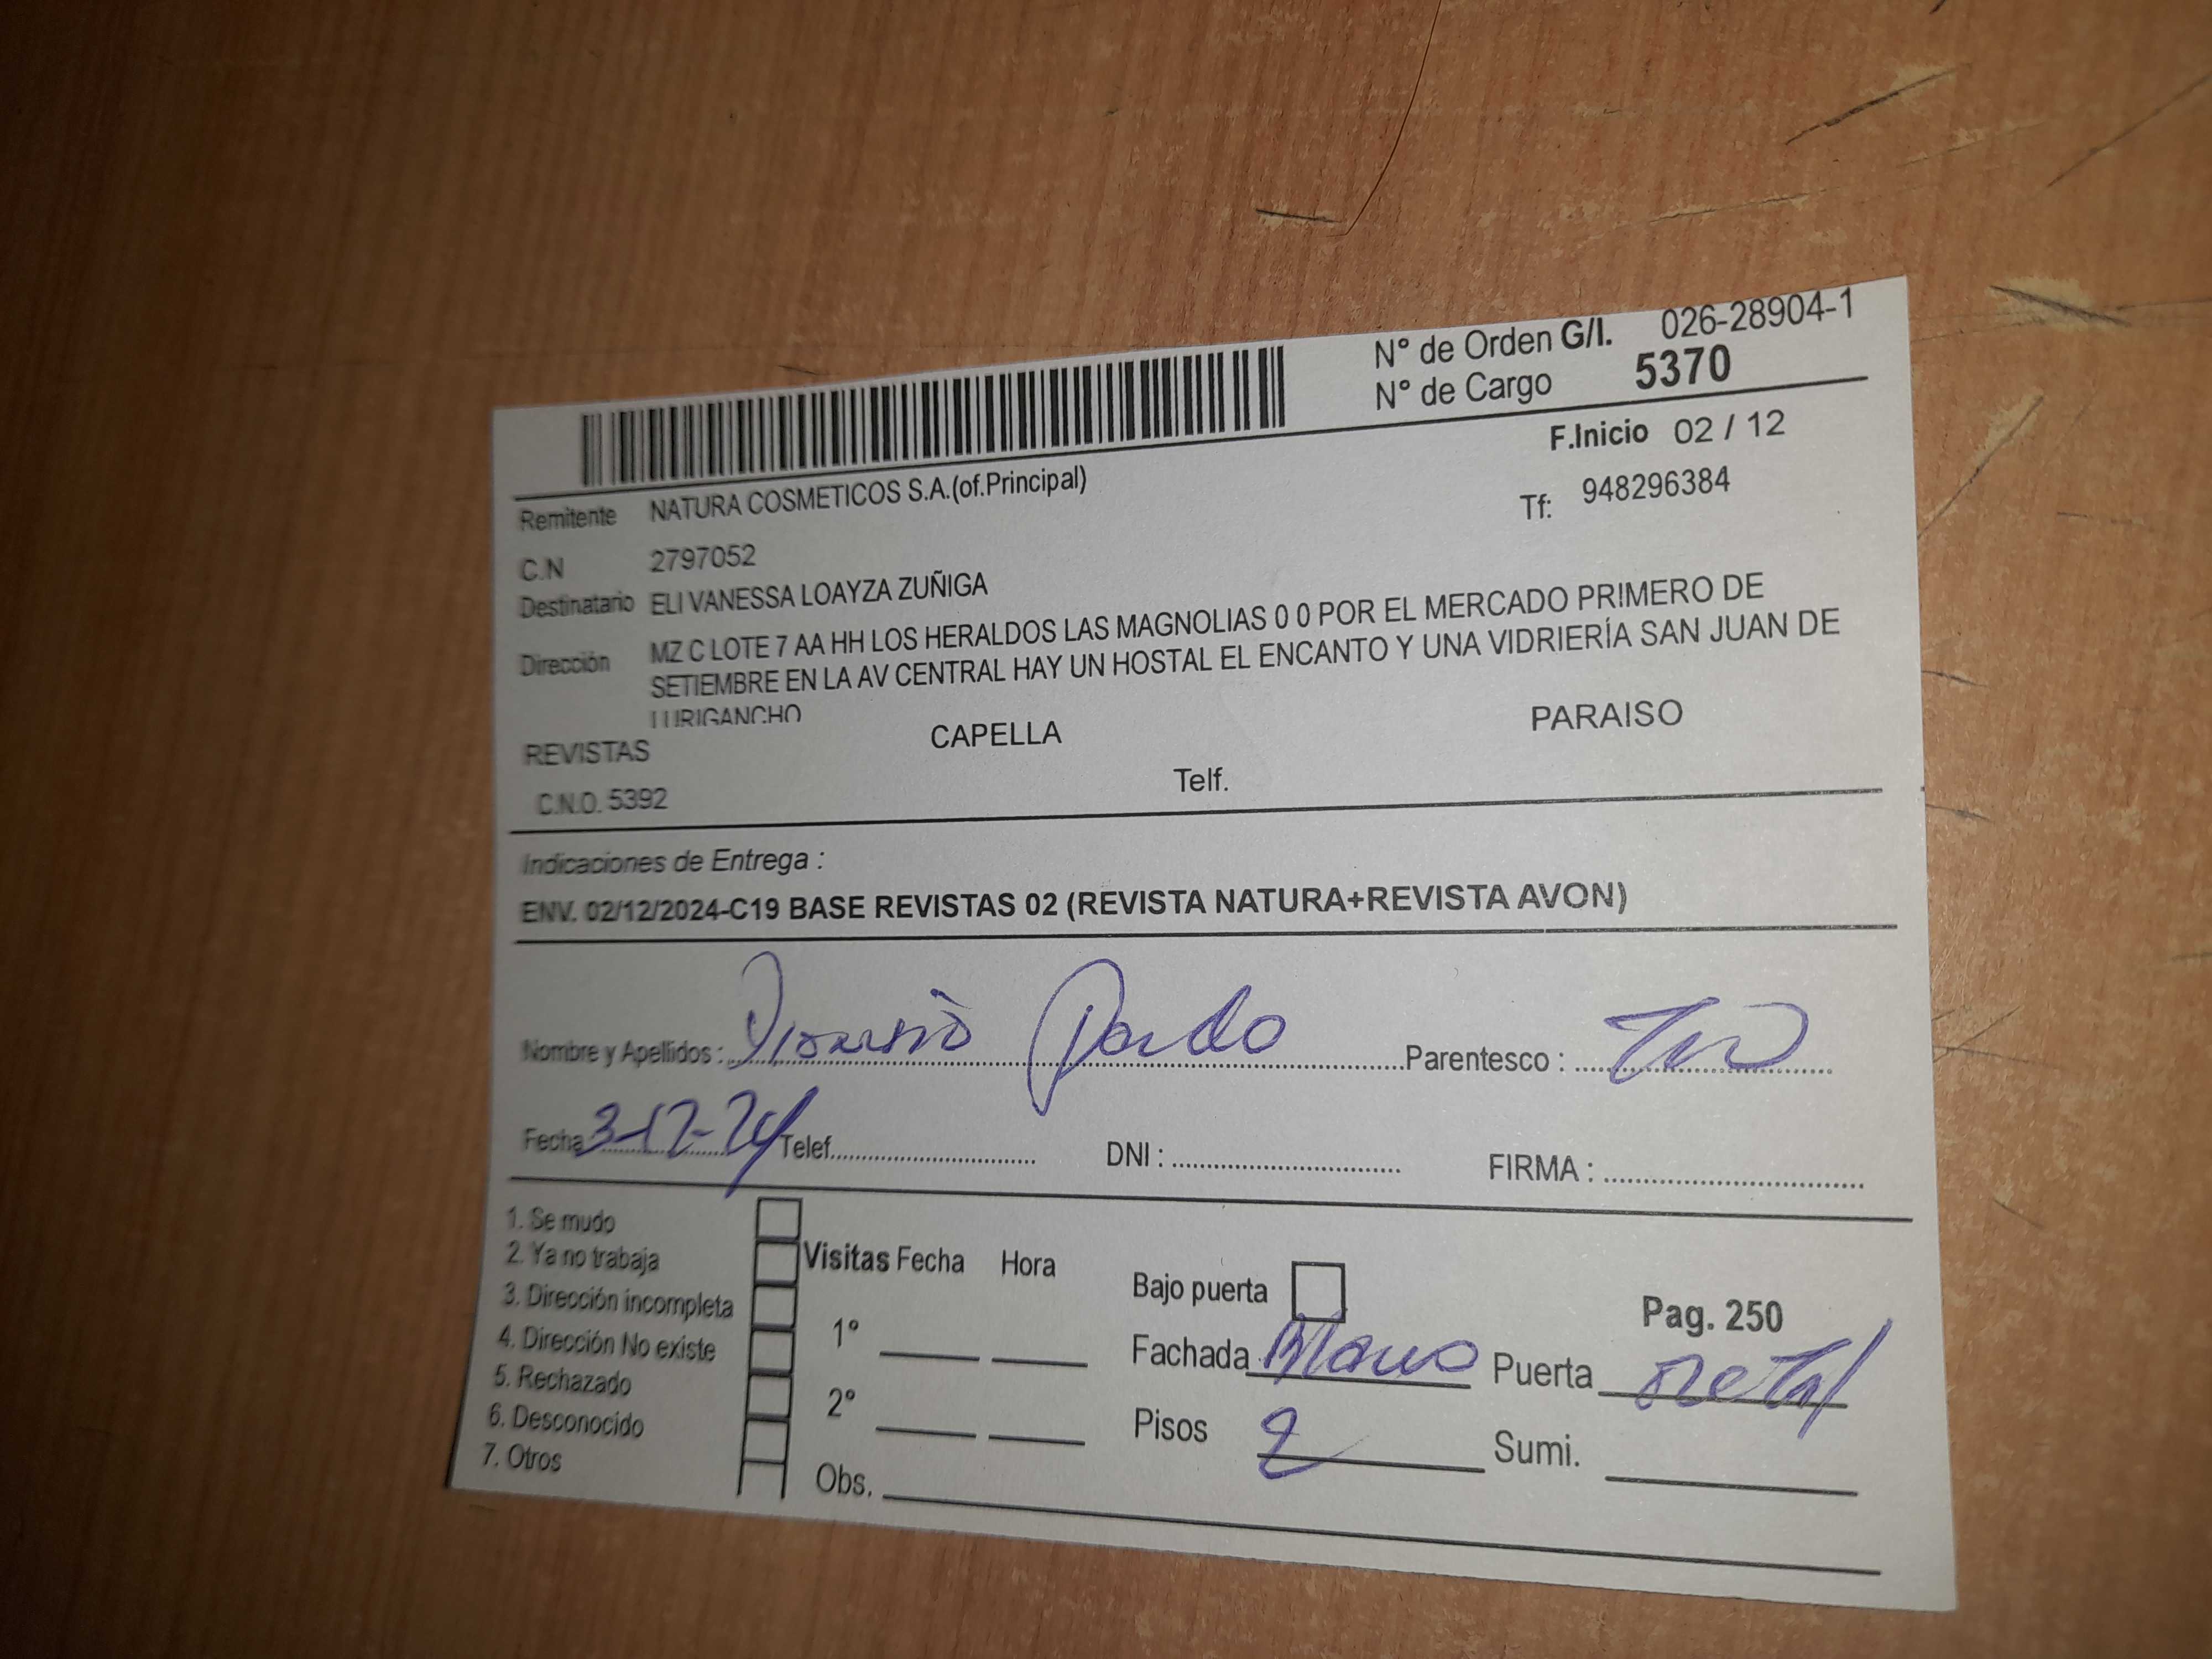 N° de Orden G/I. 026-28904-1
N° de Cargo 5370
F.Inicio 02 / 12
Remitente NATURA COSMETICOS S.A.(of.Principal)
Tf: 948296384
C.N 2797052
Destinatario ELI VANESSA LOAYZA ZUÑIGA
Dirección MZ C LOTE 7 AA HH LOS HERALDOS LAS MAGNOLIAS 0 0 POR EL MERCADO PRIMERO DE
SETIEMBRE EN LA AV CENTRAL HAY UN HOSTAL EL ENCANTO Y UNA VIDRIERÍA SAN JUAN DE
LURIGANCHO
REVISTAS CAPELLA PARAISO
C.N.O. 5392 Telf.
Indicaciones de Entrega :
ENV. 02/12/2024-C19 BASE REVISTAS 02 (REVISTA NATURA+REVISTA AVON)
Nombre y Apellidos : Dionisio Pardo Parentesco : Tio
Fecha 3-12-24 Telef. DNI : FIRMA :
1. Se mudo
2. Ya no trabaja
3. Dirección incompleta
4. Dirección No existe
5. Rechazado
6. Desconocido
7. Otros
Visitas Fecha Hora
1°
2°
Obs.
Bajo puerta
Pag. 250
Fachada Blanco Puerta metal
Pisos 2 Sumi.